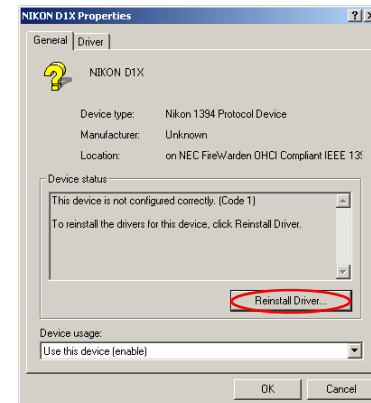 NIKON D1X Properties
General Driver
NIKON D1X
Device type: Nikon 1394 Protocol Device
Manufacturer: Unknown
Location: on NEC FireWarden OHCI Compliant IEEE 139
Device status
This device is not configured correctly. (Code 1)
To reinstall the drivers for this device, click Reinstall Driver.
Reinstall Driver...
Device usage:
Use this device (enable)
OK Cancel